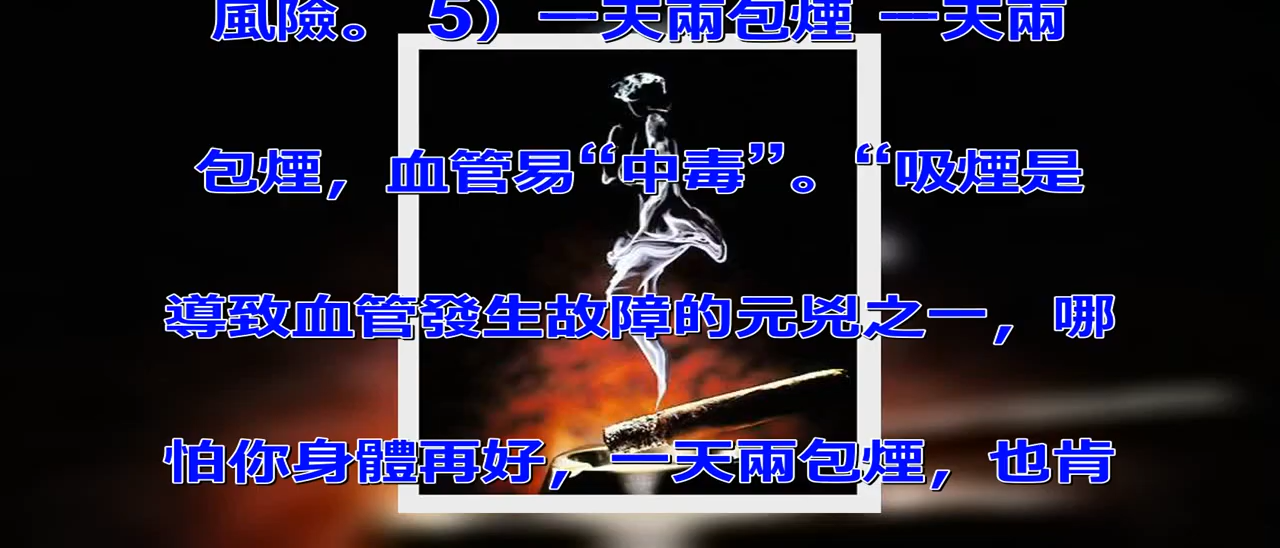 風險。 5）一天兩包煙 一天兩
包煙，血管易“中毒”。“吸煙是
導致血管發生故障的元兇之一，哪
怕你身體再好，一天兩包煙，也肯